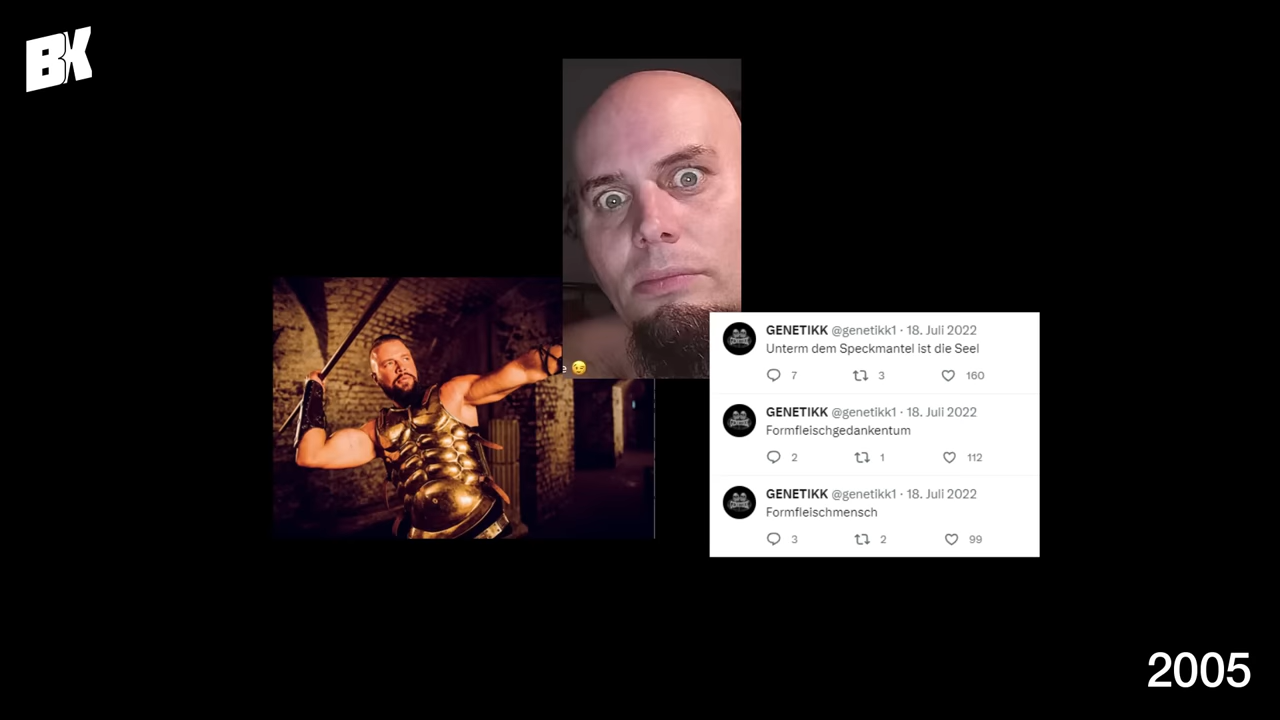 BK
e 😉
GENETIKK @genetikk1 · 18. Juli 2022
Unterm dem Speckmantel ist die Seel
7 3 160
GENETIKK @genetikk1 · 18. Juli 2022
Formfleischgedankentum
2 1 112
GENETIKK @genetikk1 · 18. Juli 2022
Formfleischmensch
3 2 99
2005